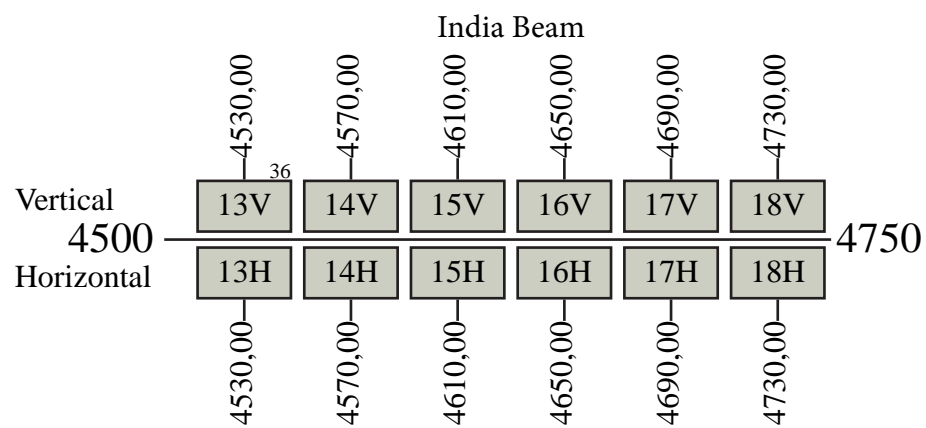 India Beam
4530,00 4570,00 4610,00 4650,00 4690,00 4730,00
36
Vertical 13V 14V 15V 16V 17V 18V
4500 4750
Horizontal 13H 14H 15H 16H 17H 18H
4530,00 4570,00 4610,00 4650,00 4690,00 4730,00